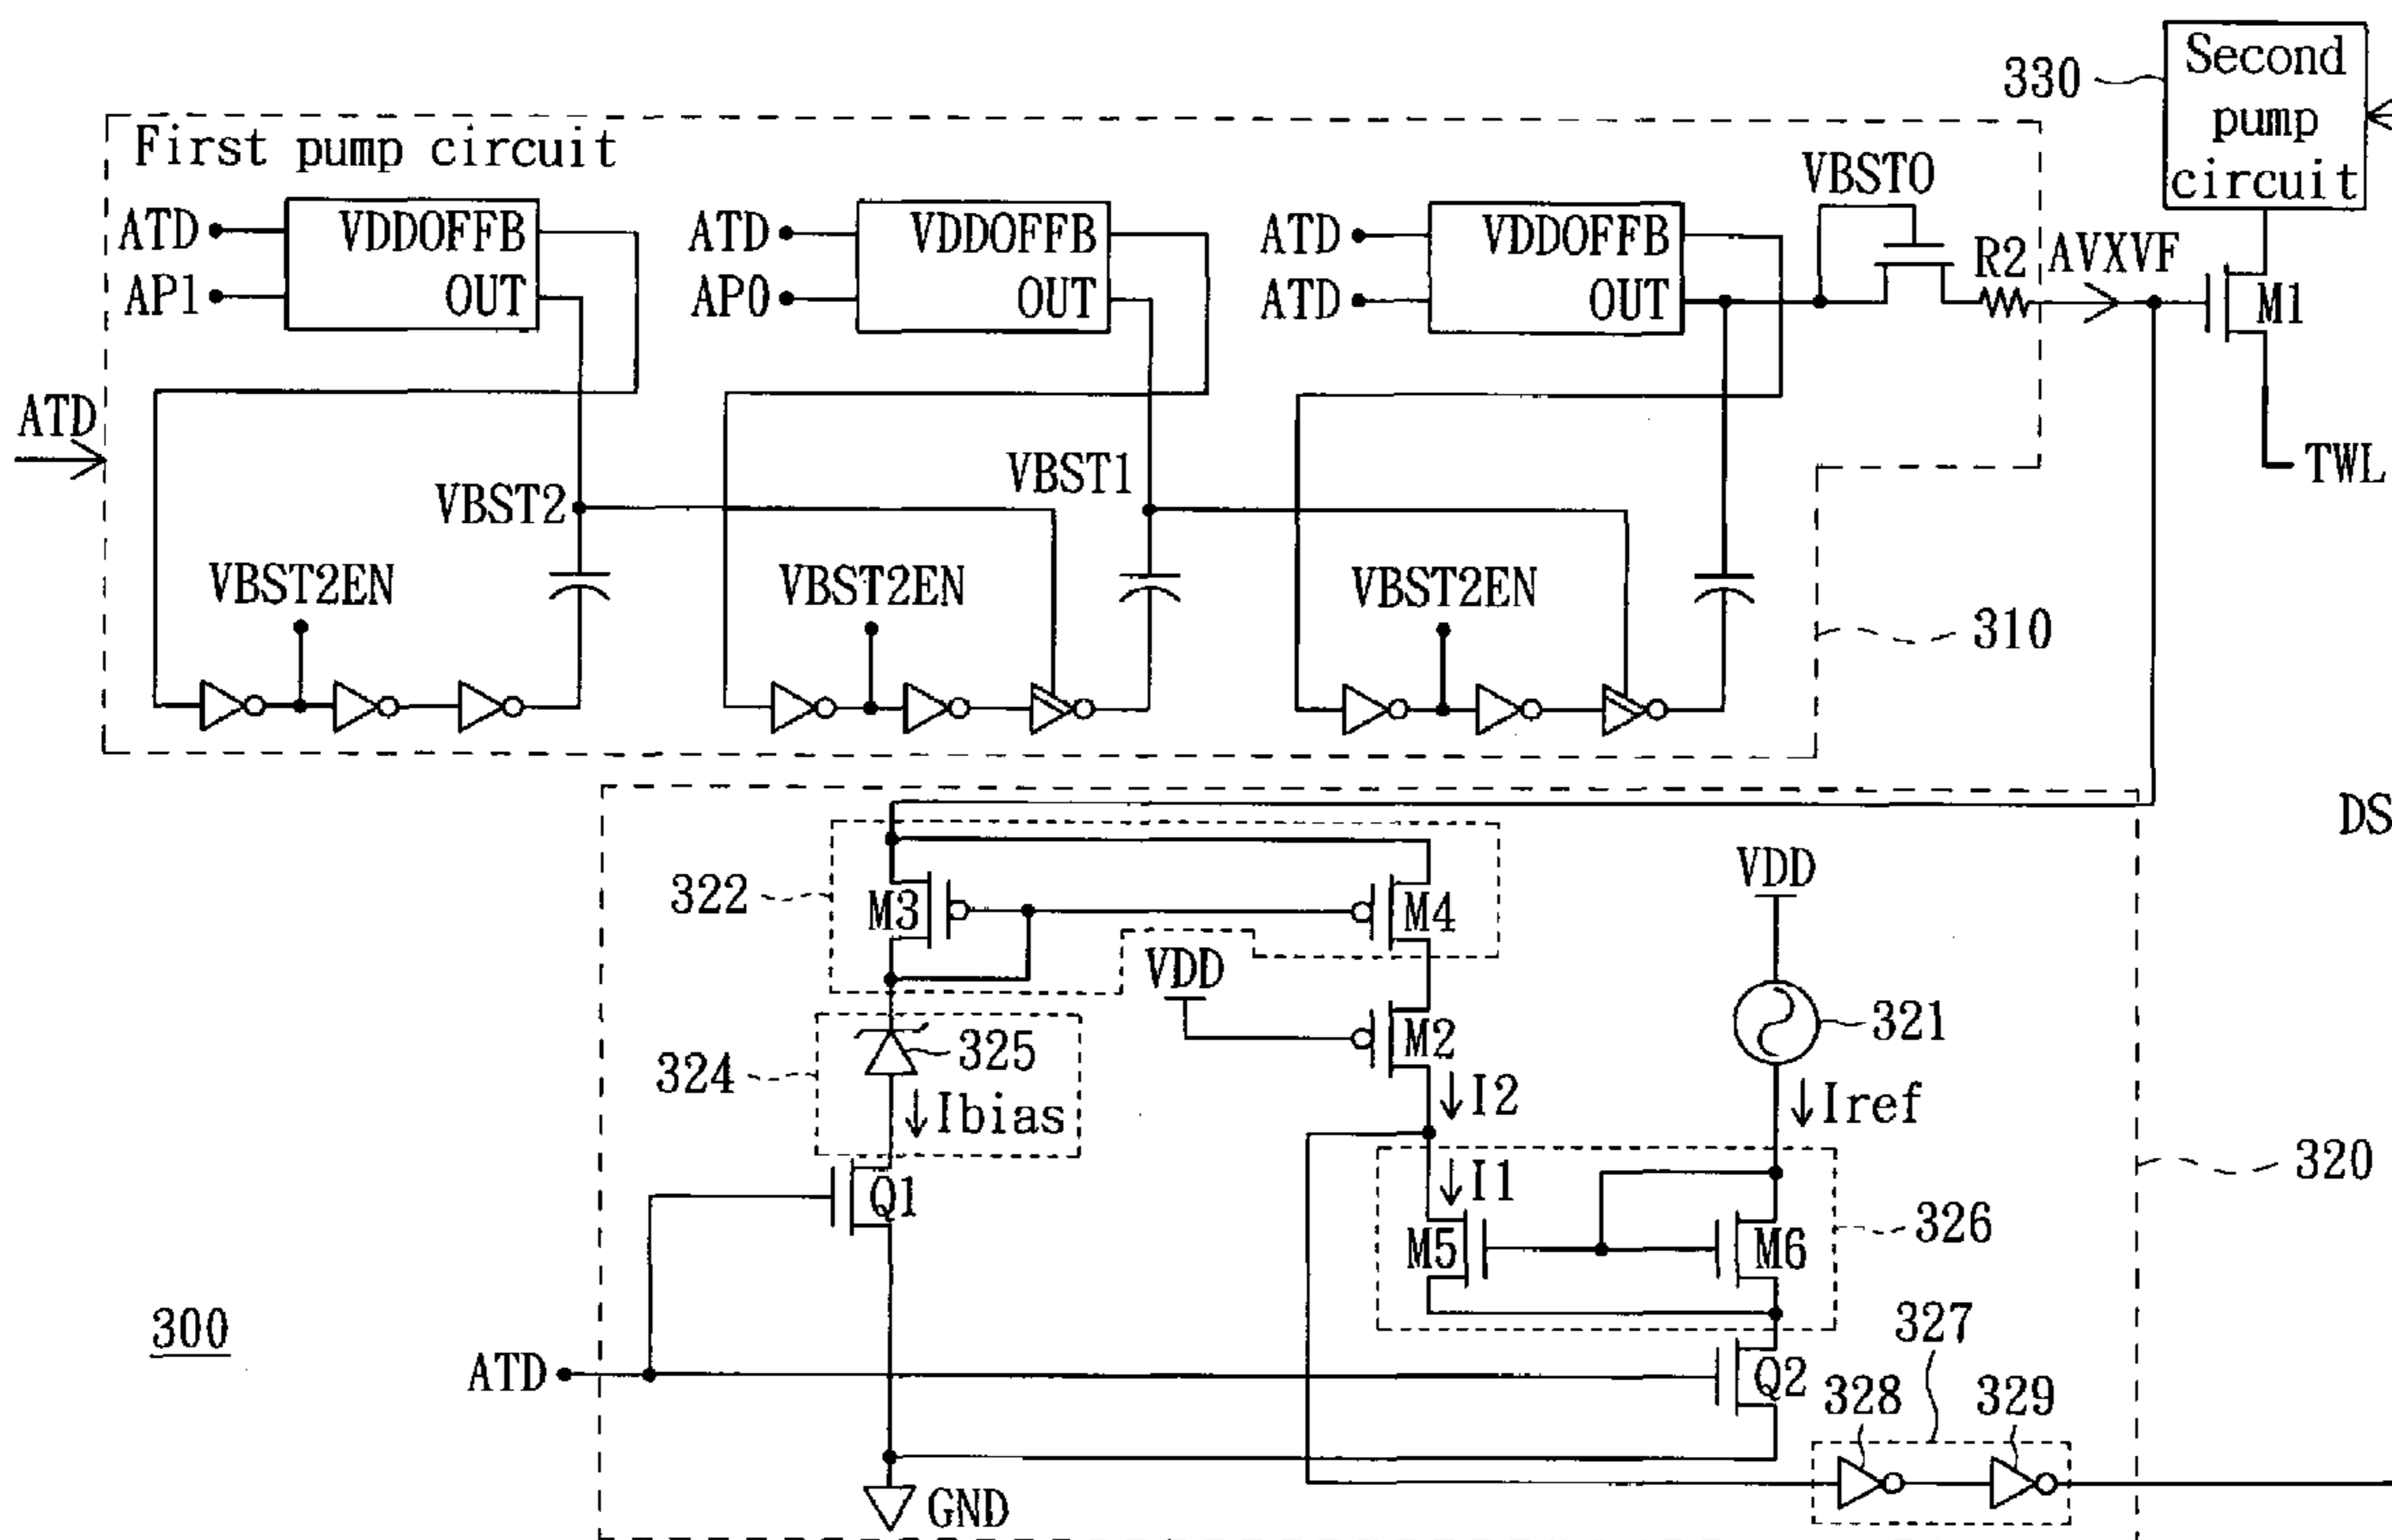 Second
pump
circuit
330
First pump circuit
ATD
AP1
VDDOFFB
OUT
ATD
AP0
VDDOFFB
OUT
ATD
ATD
VDDOFFB
OUT
VBST0
R2
AVXVF
M1
TWL
ATD
VBST2
VBST1
VBST2EN
VBST2EN
VBST2EN
310
DS
322
M3
M4
VDD
VDD
M2
321
324
325
Ibias
I2
Iref
Q1
I1
M5
M6
326
320
300
ATD
Q2
327
328
329
GND